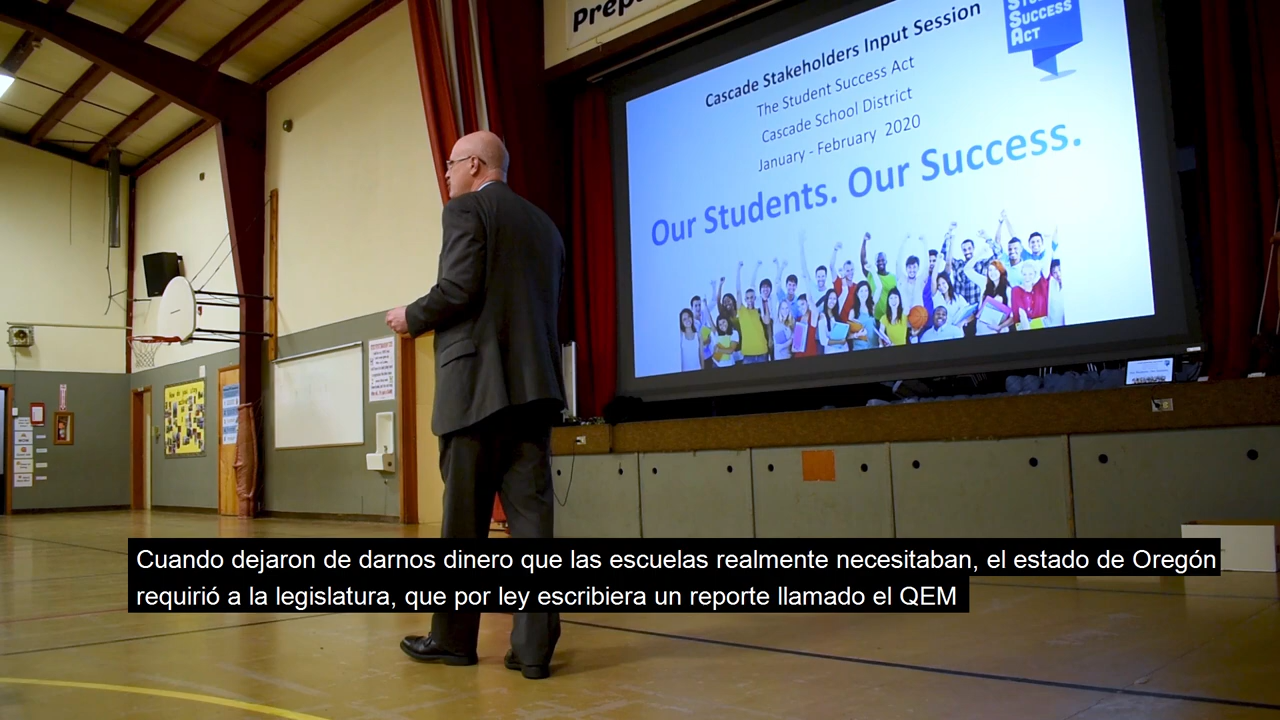 Prep
Cascade Stakeholders Input Session
The Student Success Act
Cascade School District
January - February 2020
Our Students. Our Success.
Success
Act
Cuando dejaron de darnos dinero que las escuelas realmente necesitaban, el estado de Oregón
requirió a la legislatura, que por ley escribiera un reporte llamado el QEM